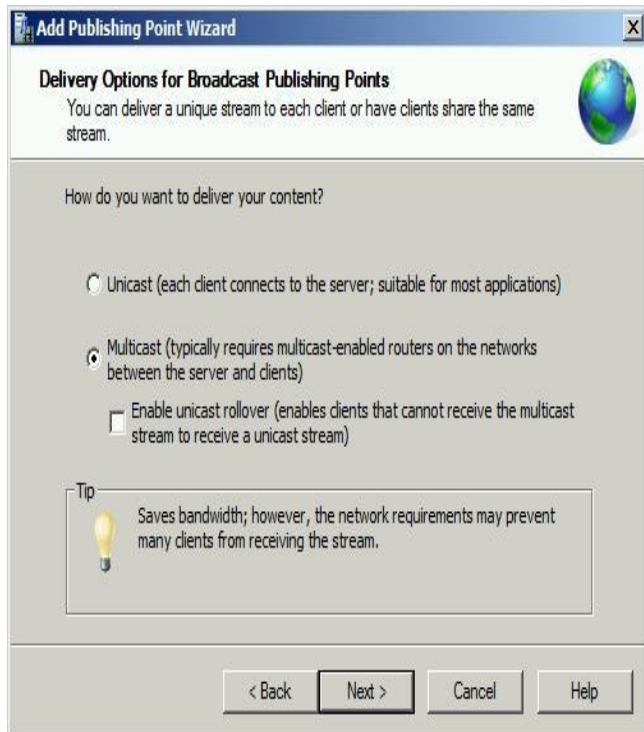 Add Publishing Point Wizard
X
Delivery Options for Broadcast Publishing Points
You can deliver a unique stream to each client or have clients share the same
stream.
How do you want to deliver your content?
Unicast (each client connects to the server; suitable for most applications)
Multicast (typically requires multicast-enabled routers on the networks
between the server and clients)
Enable unicast rollover (enables clients that cannot receive the multicast
stream to receive a unicast stream)
Tip
Saves bandwidth; however, the network requirements may prevent
many clients from receiving the stream.
< Back
Next >
Cancel
Help